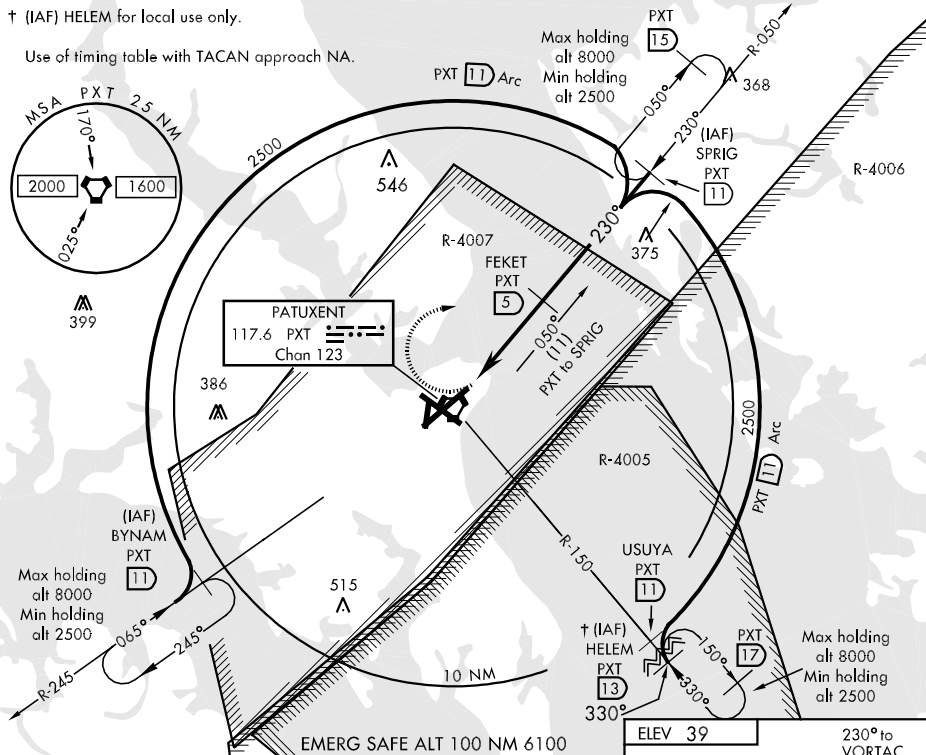 † (IAF) HELEM for local use only.
Use of timing table with TACAN approach NA.
MSA PXT 25 NM
170°
2000
1600
025°
399
2500
PXT 11 Arc
Max holding
alt 8000
Min holding
alt 2500
PXT
15
R-050
050°
230°
368
(IAF)
SPRIG
PXT
11
R-4006
546
R-4007
230°
375
FEKET
PXT
5
050°
(11)
PXT to SPRIG
PATUXENT
117.6 PXT
Chan 123
386
2500
PXT 11 Arc
R-4005
R-150
USUYA
PXT
11
(IAF)
BYNAM
PXT
11
Max holding
alt 8000
Min holding
alt 2500
065°
245°
R-245
515
10 NM
† (IAF)
HELEM
PXT
13
330°
150°
330°
PXT
17
Max holding
alt 8000
Min holding
alt 2500
EMERG SAFE ALT 100 NM 6100
ELEV 39
230° to
VORTAC